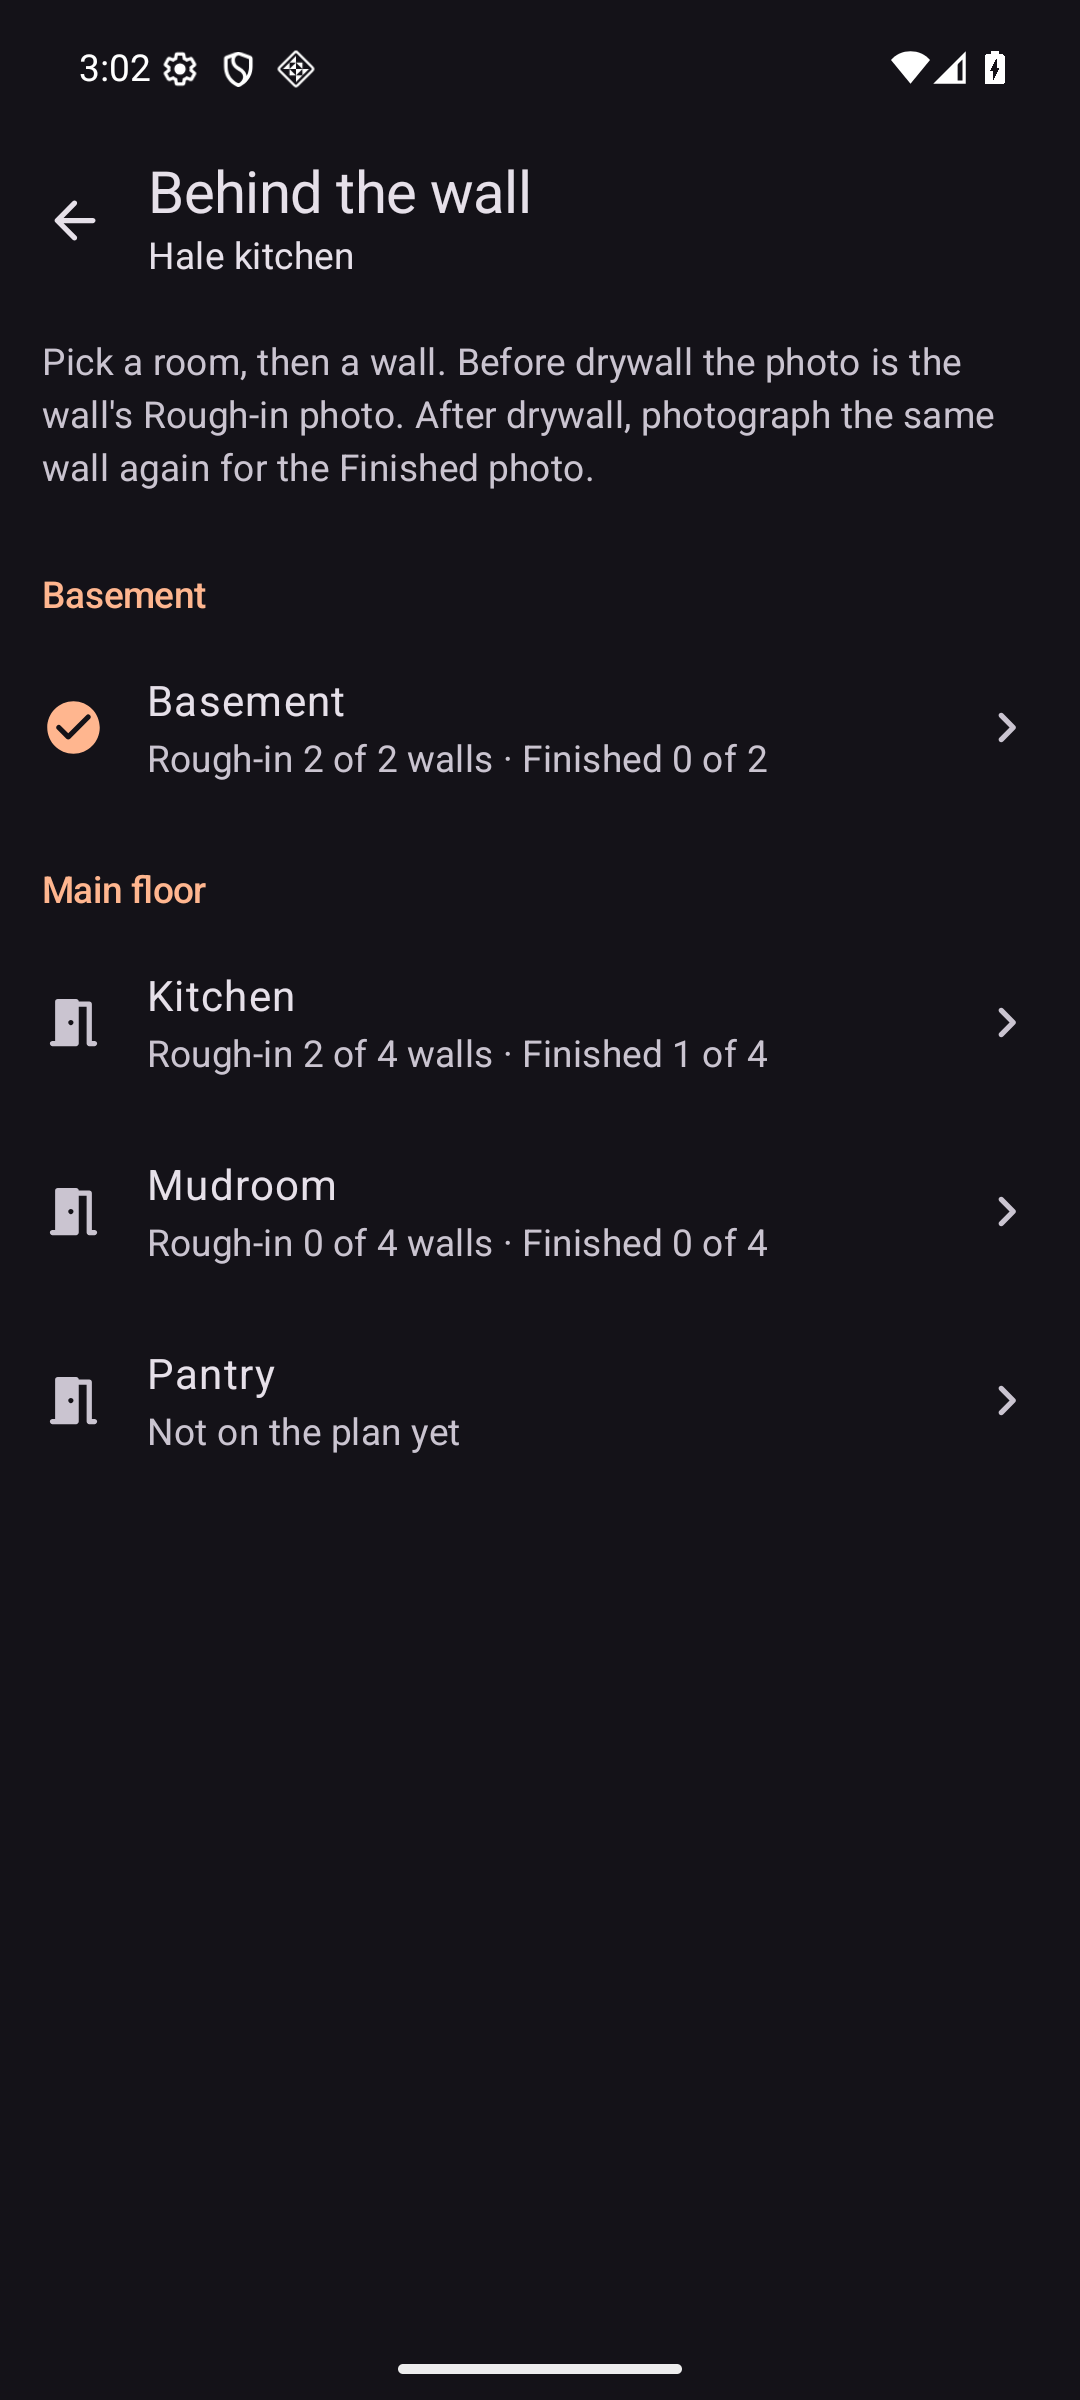 3:02
Behind the wall
Hale kitchen
Pick a room, then a wall. Before drywall the photo is the
wall's Rough-in photo. After drywall, photograph the same
wall again for the Finished photo.
Basement
Basement
Rough-in 2 of 2 walls · Finished 0 of 2
Main floor
Kitchen
Rough-in 2 of 4 walls · Finished 1 of 4
Mudroom
Rough-in 0 of 4 walls · Finished 0 of 4
Pantry
Not on the plan yet